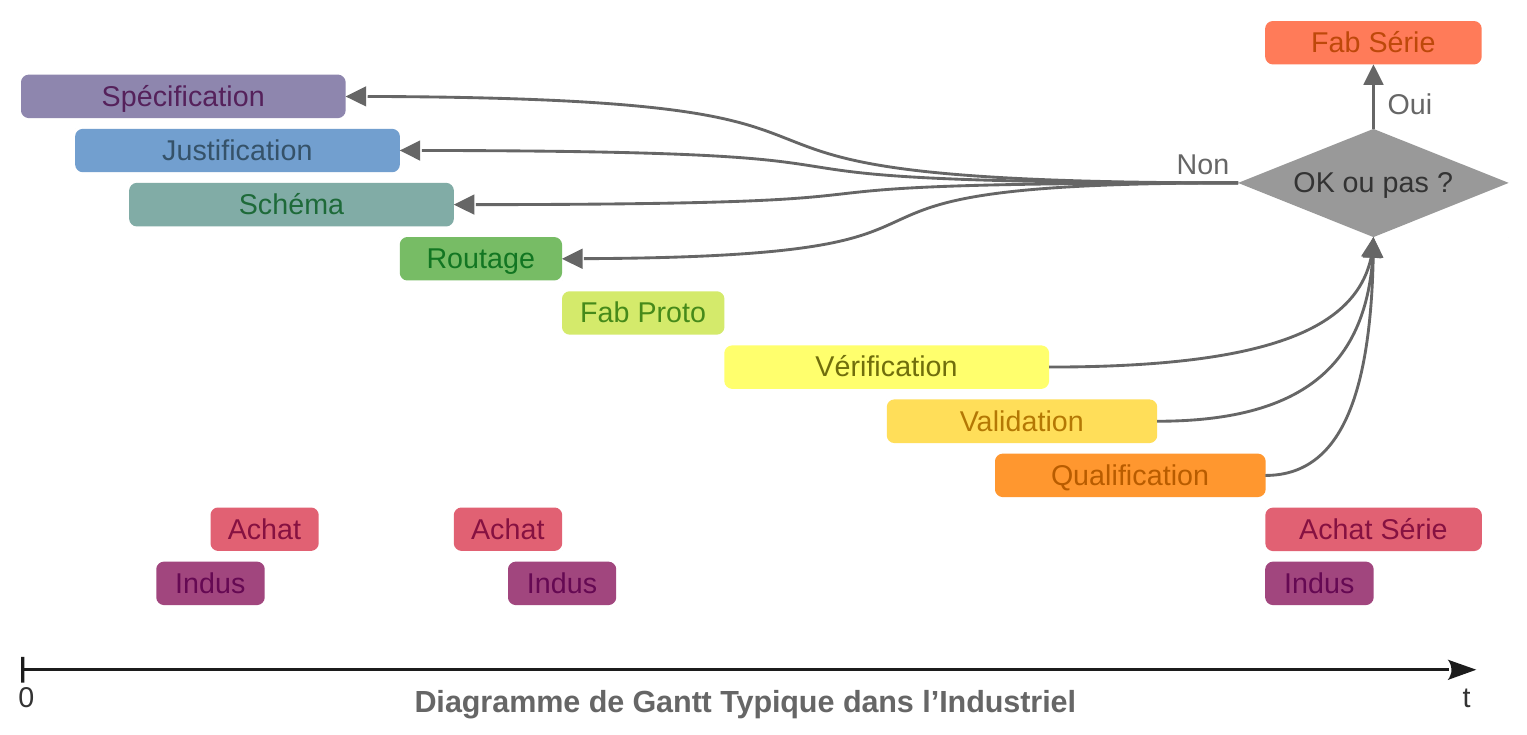 Fab Série
Spécification
Oui
Justification
Non
OK ou pas ?
Schéma
Routage
Fab Proto
Vérification
Validation
Qualification
Achat
Achat
Achat Série
Indus
Indus
Indus
0
Diagramme de Gantt Typique dans l’Industriel
t